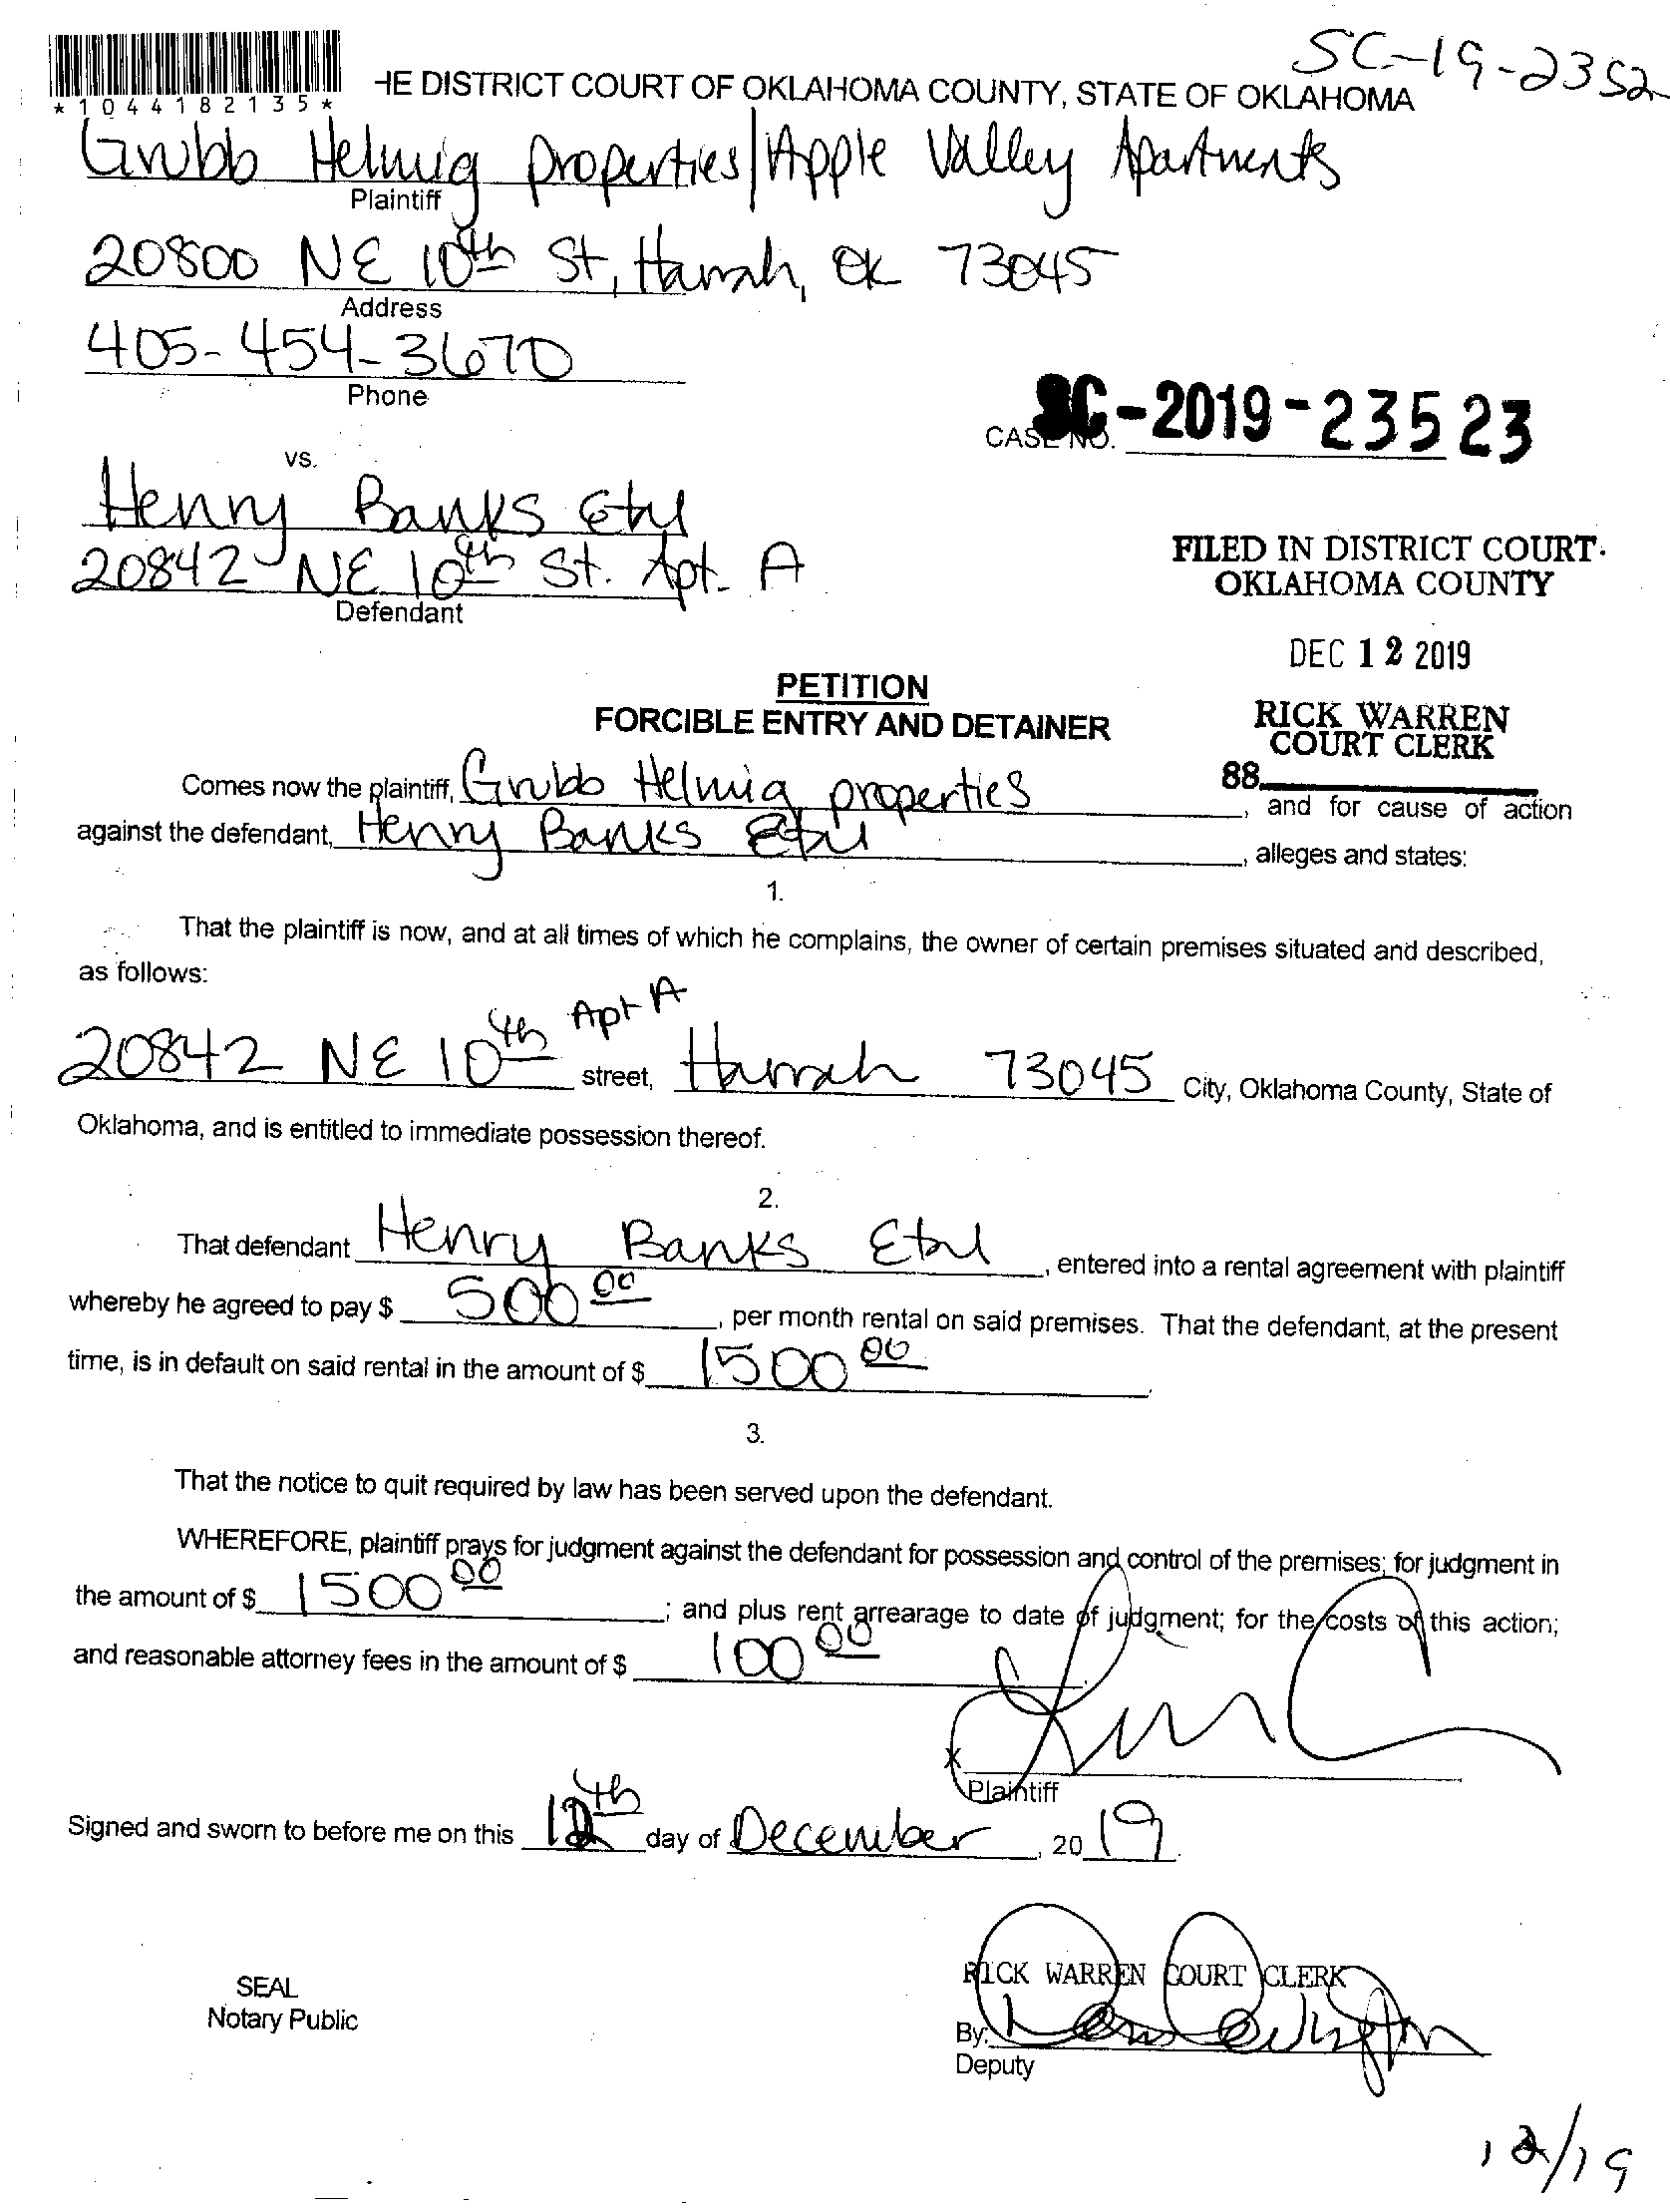 SC-19-2352
*1044182135*
HE DISTRICT COURT OF OKLAHOMA COUNTY, STATE OF OKLAHOMA
Grubb Helmig properties/Apple Valley Apartments
Plaintiff
20800 NE 10th St, Harrah, OK 73045
Address
405-454-3670
Phone
CASE NO. SC-2019-23523
vs.
Henry Banks Etal
20842 NE 10th St. Apt. A
Defendant
FILED IN DISTRICT COURT
OKLAHOMA COUNTY
DEC 12 2019
RICK WARREN
COURT CLERK
88
PETITION
FORCIBLE ENTRY AND DETAINER
Comes now the plaintiff, Grubb Helmig properties, and for cause of action
against the defendant, Henry Banks Etal, alleges and states:
1.
That the plaintiff is now, and at all times of which he complains, the owner of certain premises situated and described,
as follows:
20842 NE 10th Apt A street, Harrah 73045 City, Oklahoma County, State of
Oklahoma, and is entitled to immediate possession thereof.
2.
That defendant Henry Banks Etal, entered into a rental agreement with plaintiff
whereby he agreed to pay $ 500 00, per month rental on said premises. That the defendant, at the present
time, is in default on said rental in the amount of $ 1500 00.
3.
That the notice to quit required by law has been served upon the defendant.
WHEREFORE, plaintiff prays for judgment against the defendant for possession and control of the premises; for judgment in
the amount of $ 1500 00; and plus rent arrearage to date of judgment; for the costs of this action;
and reasonable attorney fees in the amount of $ 100 00.
X
Plaintiff
Signed and sworn to before me on this 12th day of December, 2019.
SEAL
Notary Public
RICK WARREN COURT CLERK
By:
Deputy
12/19